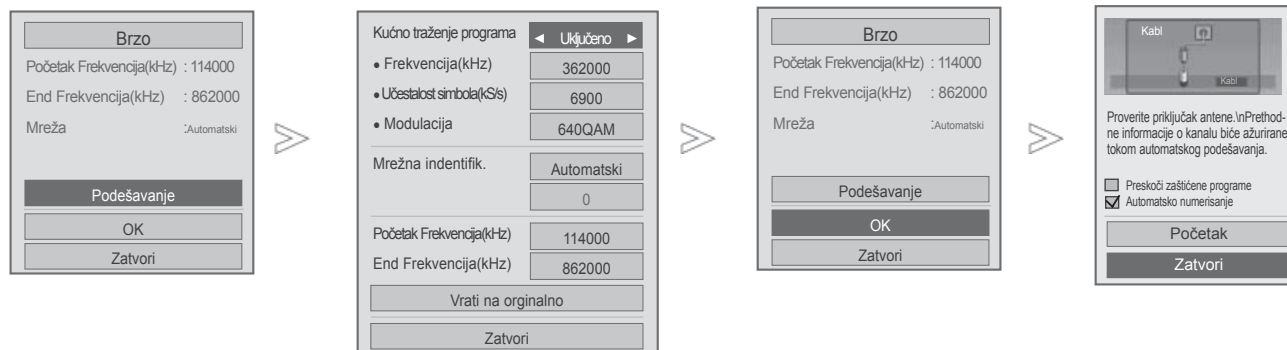 Brzo
Početak Frekvencija(kHz) : 114000
End Frekvencija(kHz) : 862000
Mreža :Automatski
Podešavanje
OK
Zatvori
Kućno traženje programa ◄ Uključeno ►
• Frekvencija(kHz) 362000
• Učestalost simbola(kS/s) 6900
• Modulacija 640QAM
Mrežna indentifik. Automatski
0
Početak Frekvencija(kHz) 114000
End Frekvencija(kHz) 862000
Vrati na orginalno
Zatvori
Brzo
Početak Frekvencija(kHz) : 114000
End Frekvencija(kHz) : 862000
Mreža :Automatski
Podešavanje
OK
Zatvori
Kabl
Kabl
Proverite priključak antene.\nPrethod-
ne informacije o kanalu biće ažurirane
tokom automatskog podešavanja.
Preskoči zaštićene programe
Automatsko numerisanje
Početak
Zatvori